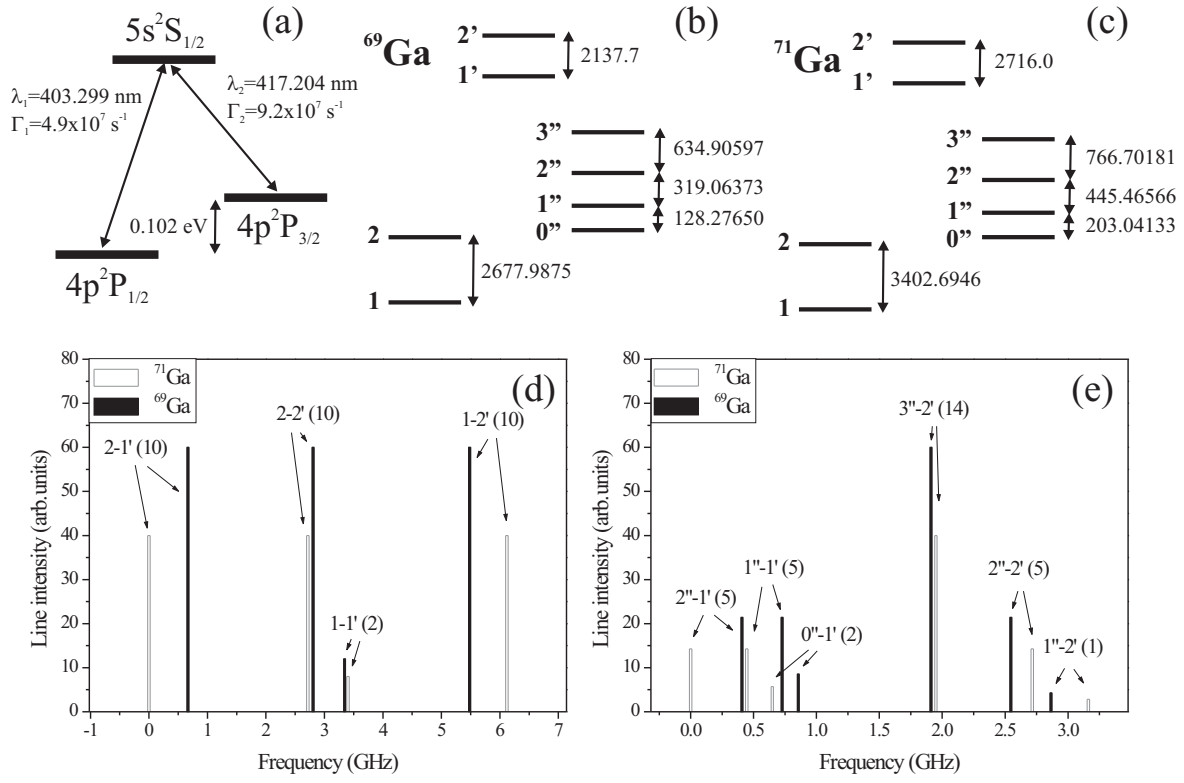 (a)
5s²S₁/₂
λ₁=403.299 nm
Γ₁=4.9x10⁷ s⁻¹
λ₂=417.204 nm
Γ₂=9.2x10⁷ s⁻¹
0.102 eV
4p²P₃/₂
4p²P₁/₂
(b)
⁶⁹Ga
2'
1'
2137.7
3''
2''
1''
0''
634.90597
319.06373
128.27650
2
1
2677.9875
(c)
⁷¹Ga
2'
1'
2716.0
3''
2''
1''
0''
766.70181
445.46566
203.04133
2
1
3402.6946
(d)
⁷¹Ga
⁶⁹Ga
2-1' (10)
2-2' (10)
1-2' (10)
1-1' (2)
Line intensity (arb.units)
80
70
60
50
40
30
20
10
0
-1 0 1 2 3 4 5 6 7
Frequency (GHz)
(e)
⁷¹Ga
⁶⁹Ga
3''-2' (14)
2''-1' (5)
1''-1' (5)
0''-1' (2)
2''-2' (5)
1''-2' (1)
Line intensity (arb.units)
80
70
60
50
40
30
20
10
0
0.0 0.5 1.0 1.5 2.0 2.5 3.0
Frequency (GHz)